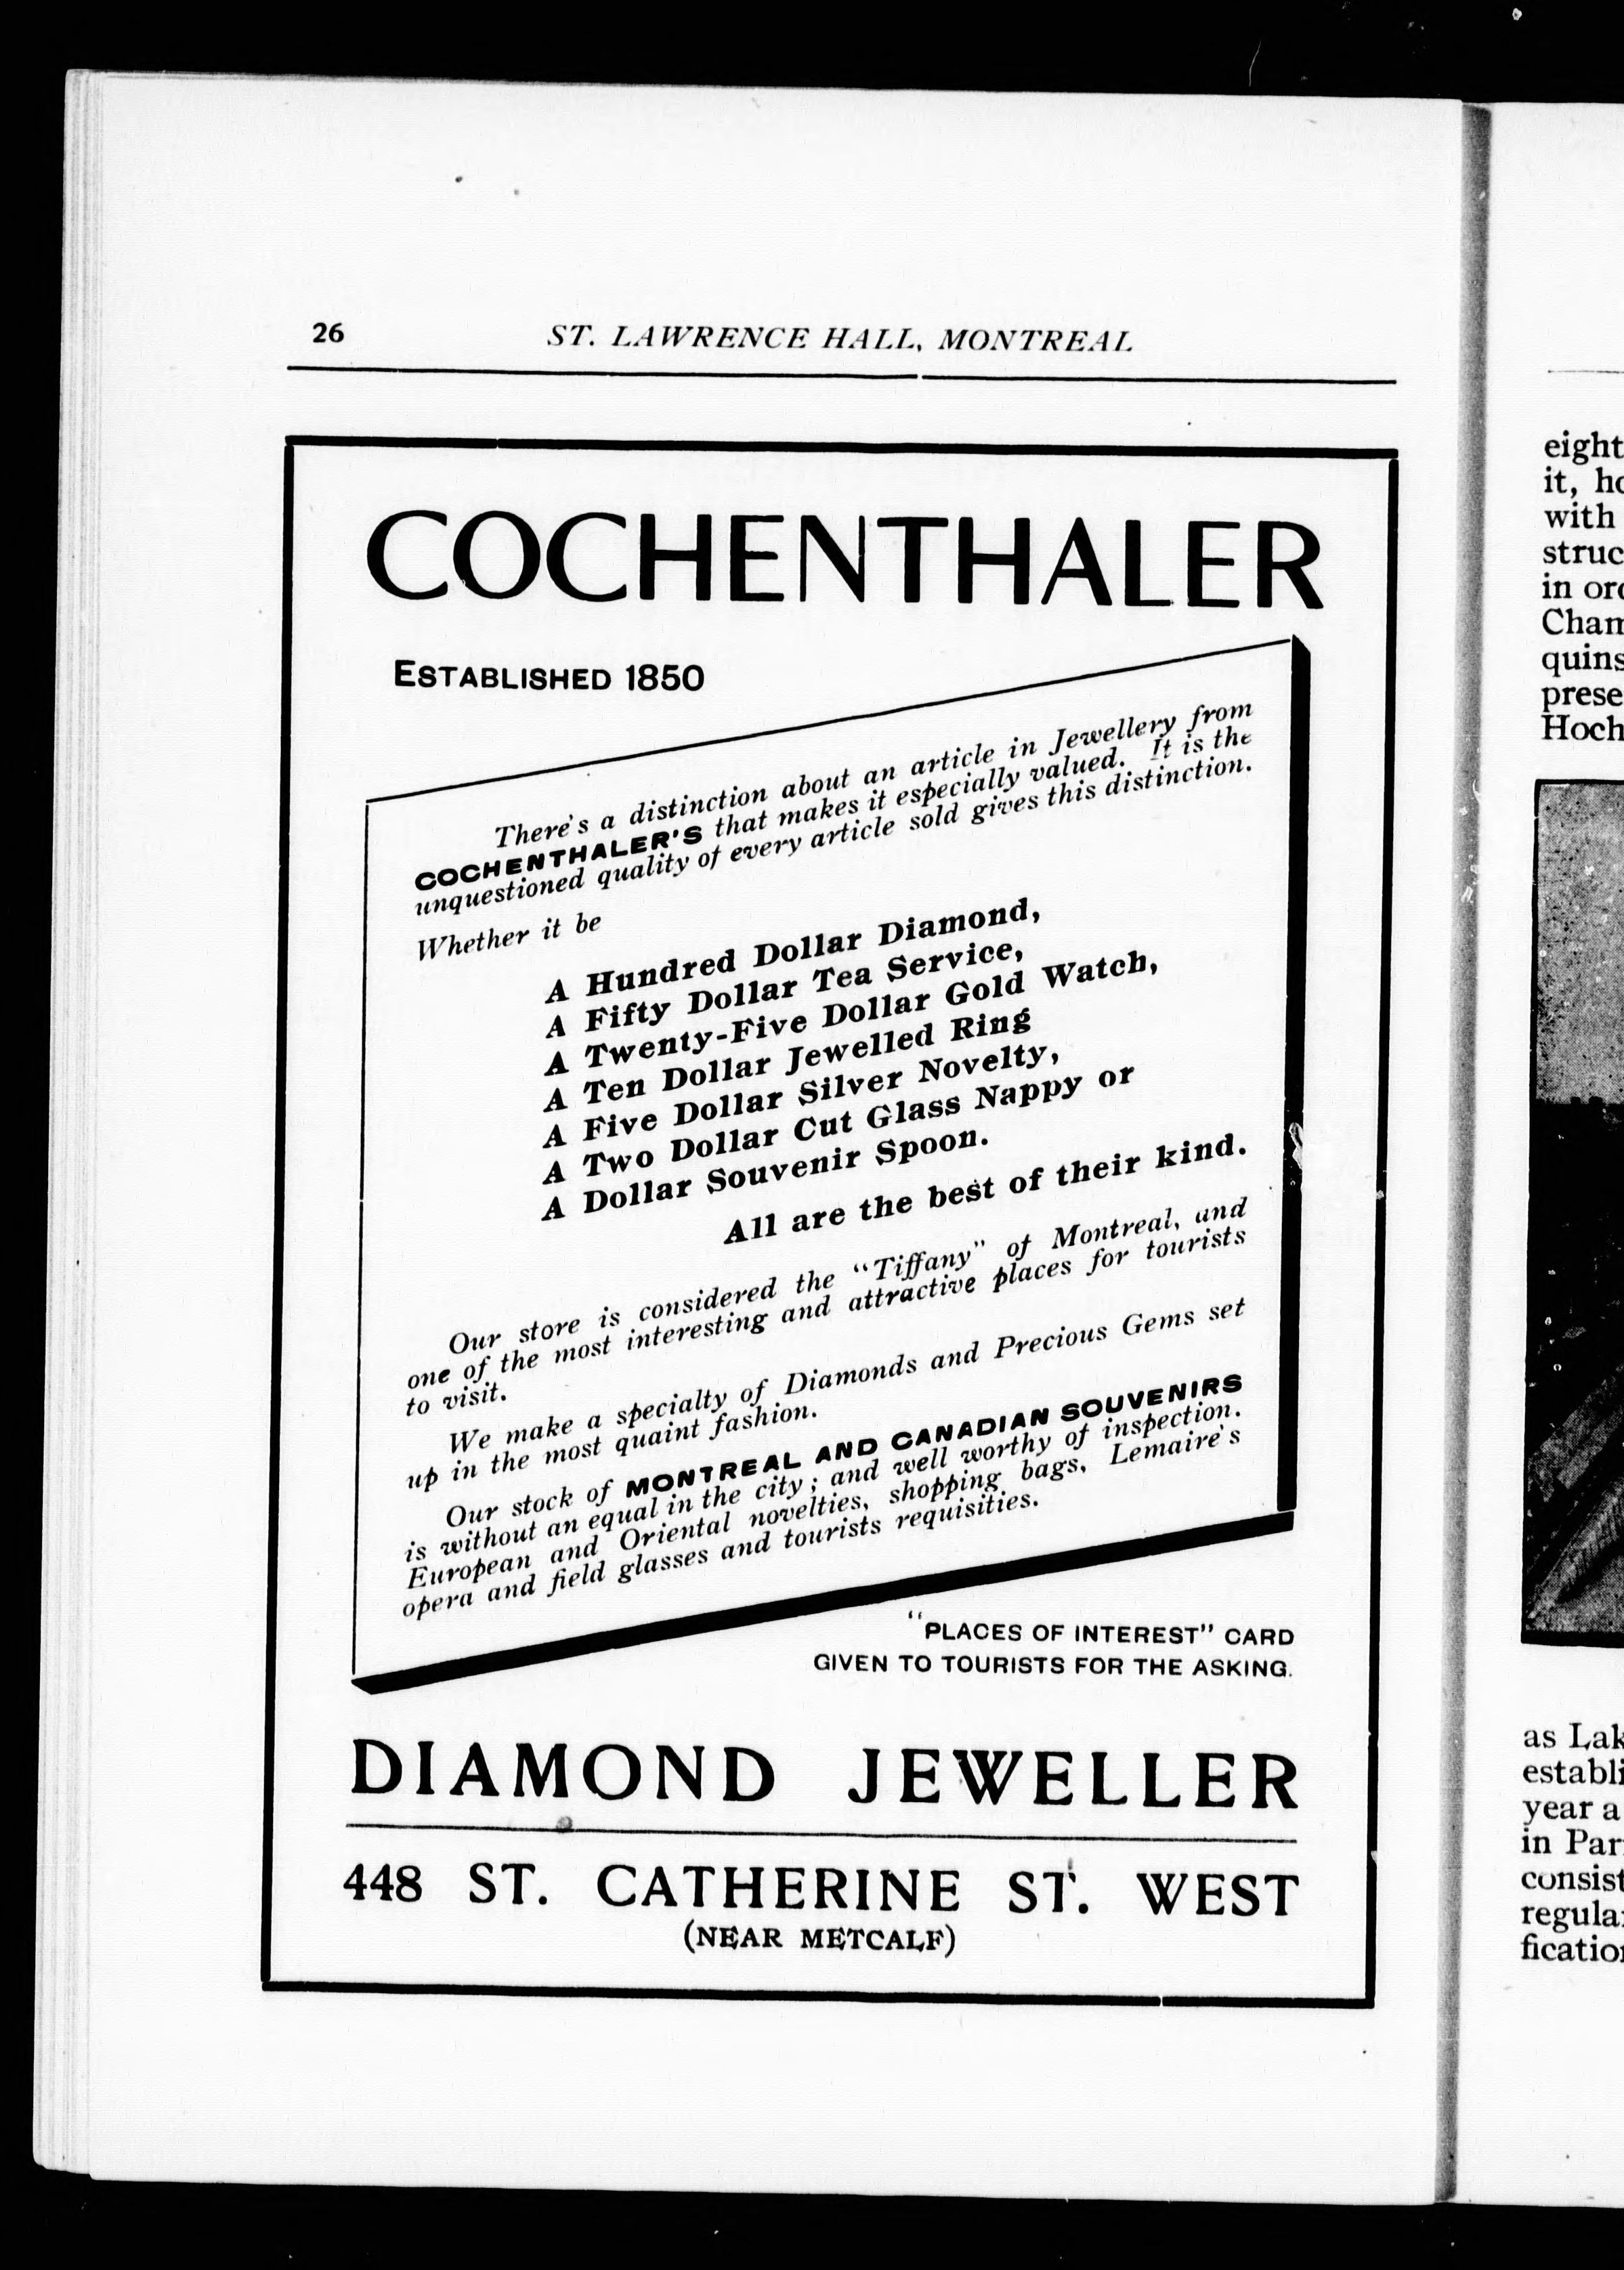 26 ST. LAWRENCE HALL, MONTREAL
COCHENTHALER
ESTABLISHED 1850
There's a distinction about an article in Jewellery from
COCHENTHALER'S that makes it especially valued. It is the
unquestioned quality of every article sold gives this distinction.
Whether it be
A Hundred Dollar Diamond,
A Fifty Dollar Tea Service,
A Twenty-Five Dollar Gold Watch,
A Ten Dollar Jewelled Ring
A Five Dollar Silver Novelty,
A Two Dollar Cut Glass Nappy or
A Dollar Souvenir Spoon.
All are the best of their kind.
Our store is considered the "Tiffany" of Montreal, and
one of the most interesting and attractive places for tourists
to visit.
We make a specialty of Diamonds and Precious Gems set
up in the most quaint fashion.
Our stock of MONTREAL AND CANADIAN SOUVENIRS
is without an equal in the city; and well worthy of inspection.
European and Oriental novelties, shopping bags, Lemaire's
opera and field glasses and tourists requisities.
"PLACES OF INTEREST" CARD
GIVEN TO TOURISTS FOR THE ASKING.
DIAMOND JEWELLER
448 ST. CATHERINE ST. WEST
(NEAR METCALF)
eight
it,
with
struc
in
Cham
quins
prese
Hoch
as
establi
year a
in
consist
regula
ficatio